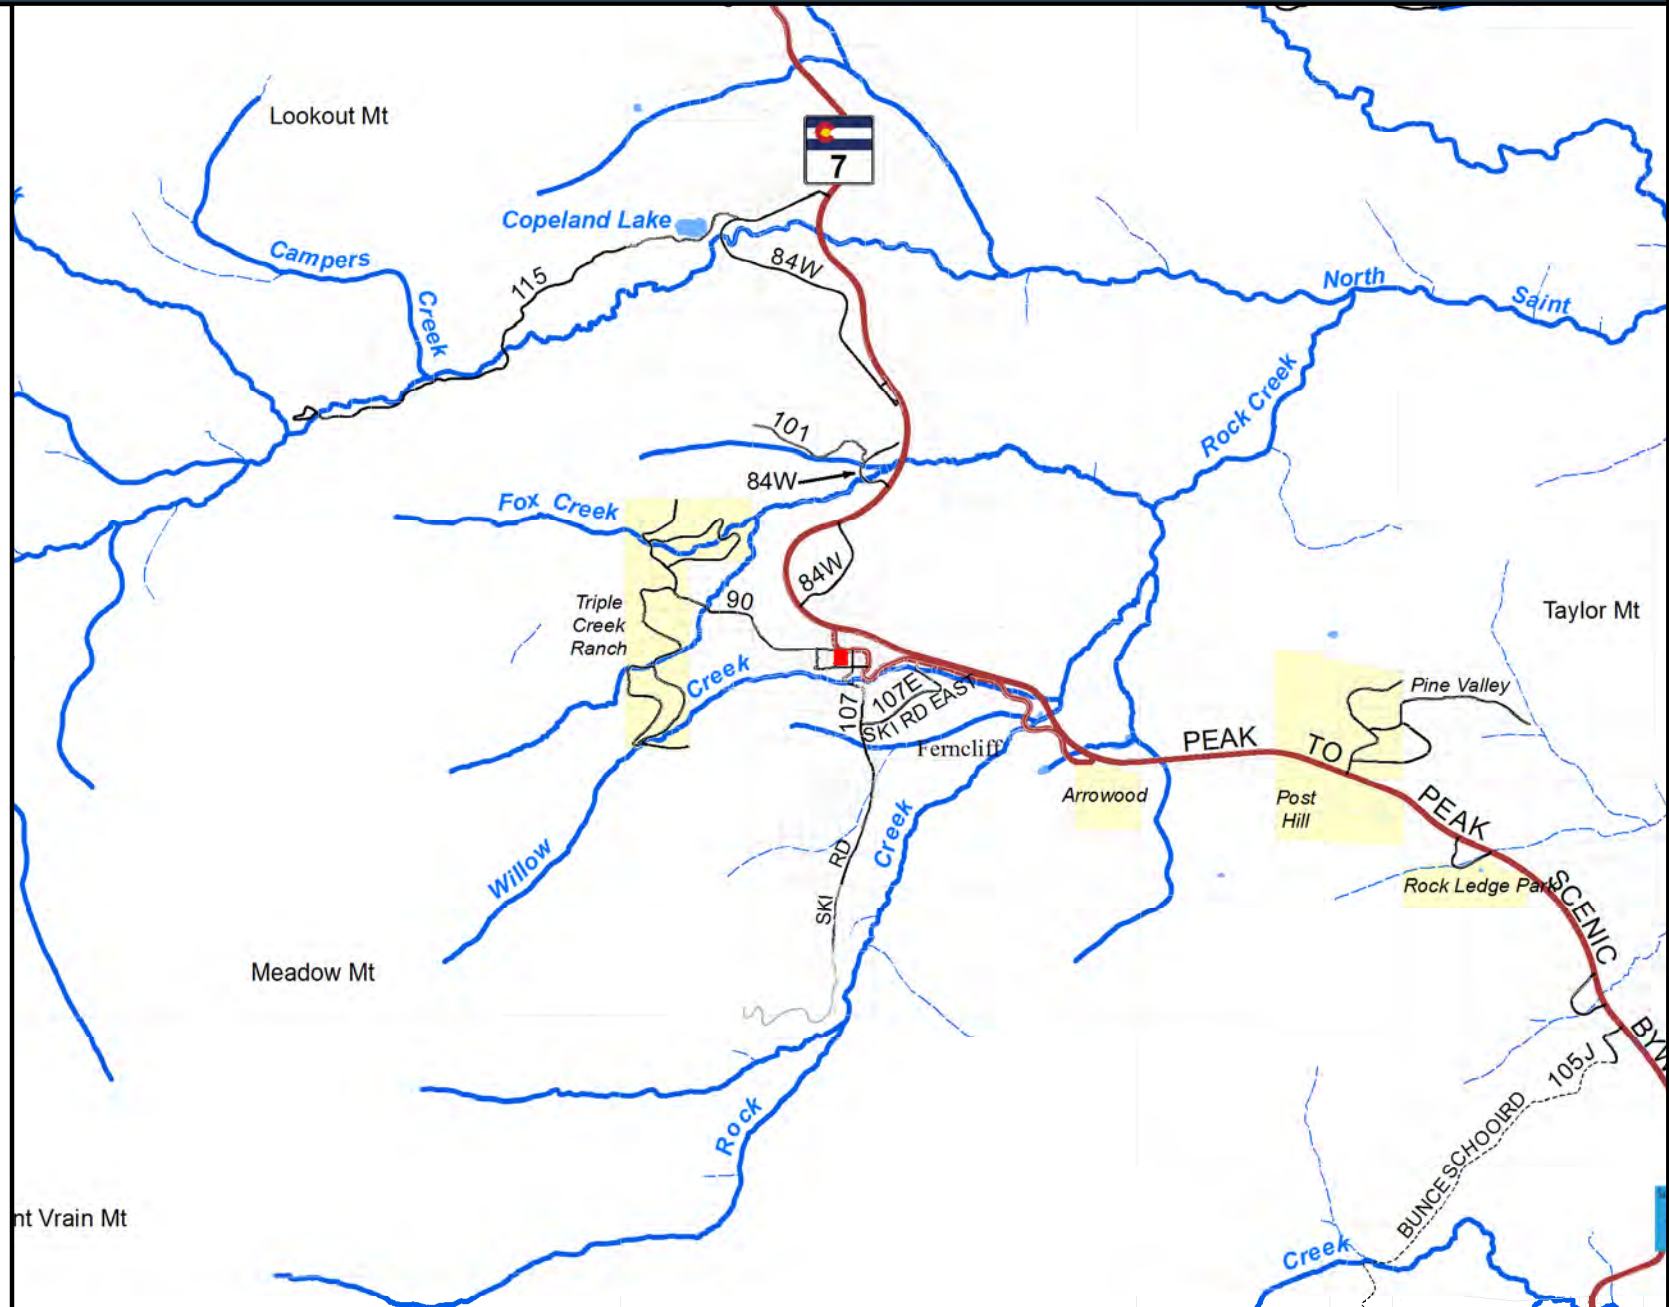 Lookout Mt
7
Copeland Lake
Campers
Creek
115
84W
North
Saint
Rock Creek
101
84W
Fox Creek
84W
Triple
Creek
Ranch
90
Taylor Mt
Creek
107
107E
SKI RD EAST
Ferncliff
Pine Valley
PEAK
TO
PEAK
SCENIC
Arrowood
Post
Hill
Rock Ledge Park
Willow
SKI RD
Creek
Meadow Mt
BYW
105J
BUNCE SCHOOL RD
Rock
nt Vrain Mt
Creek